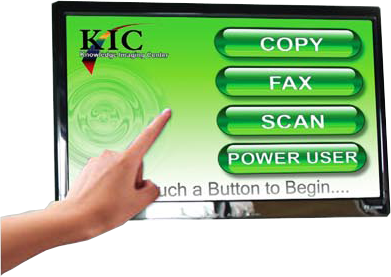 KIC
Knowledge Imaging Center
COPY
FAX
SCAN
POWER USER
uch a Button to Begin....